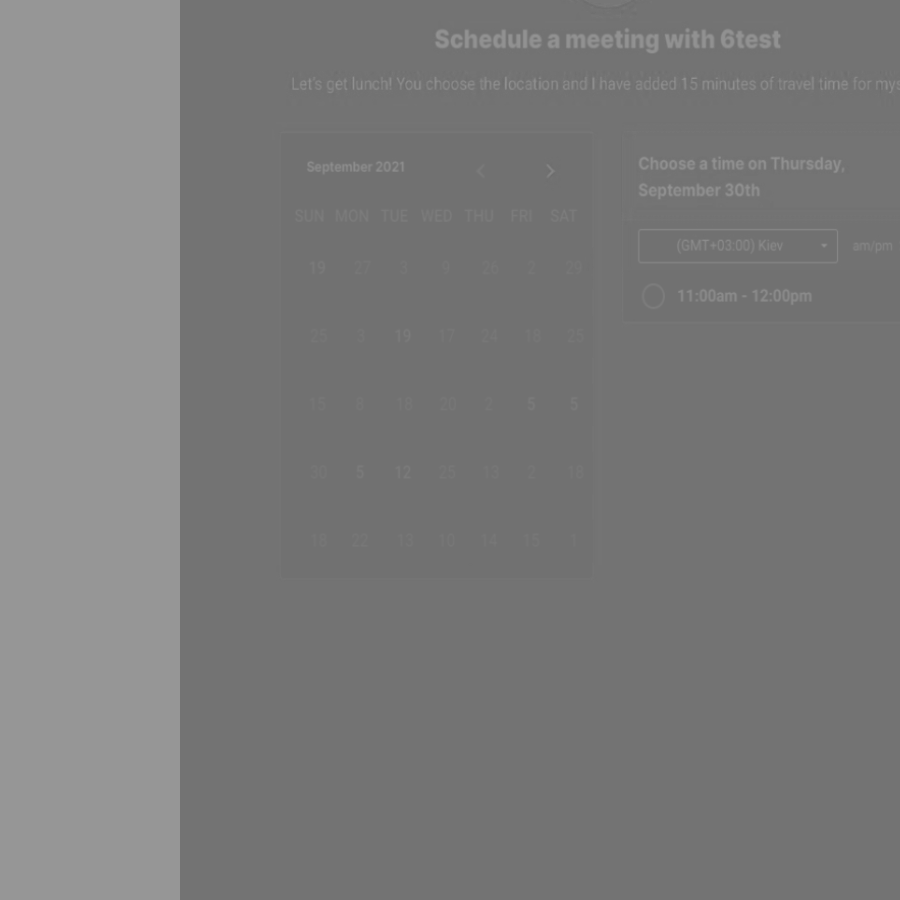 Schedule a meeting with 6test
Let's get lunch! You choose the location and I have added 15 minutes of travel time for mys
September 2021
SUN MON TUE WED THU FRI SAT
19 27 3 9 26 2 29
25 3 19 17 24 18 25
15 8 18 20 2 5 5
30 5 12 25 13 2 18
18 22 13 10 14 15 1
Choose a time on Thursday,
September 30th
(GMT+03:00) Kiev
am/pm
11:00am - 12:00pm